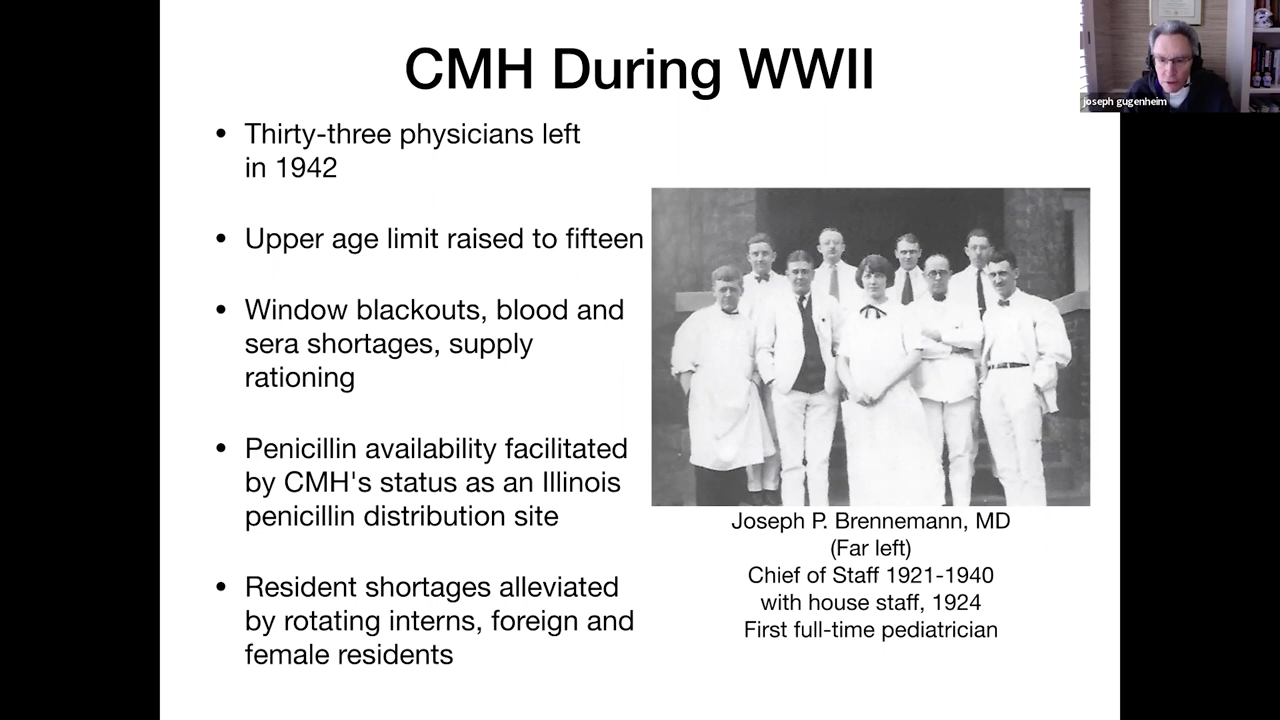 CMH During WWII
joseph gugenheim
• Thirty-three physicians left
in 1942
• Upper age limit raised to fifteen
• Window blackouts, blood and
sera shortages, supply
rationing
• Penicillin availability facilitated
by CMH's status as an Illinois
penicillin distribution site
• Resident shortages alleviated
by rotating interns, foreign and
female residents
Joseph P. Brennemann, MD
(Far left)
Chief of Staff 1921-1940
with house staff, 1924
First full-time pediatrician